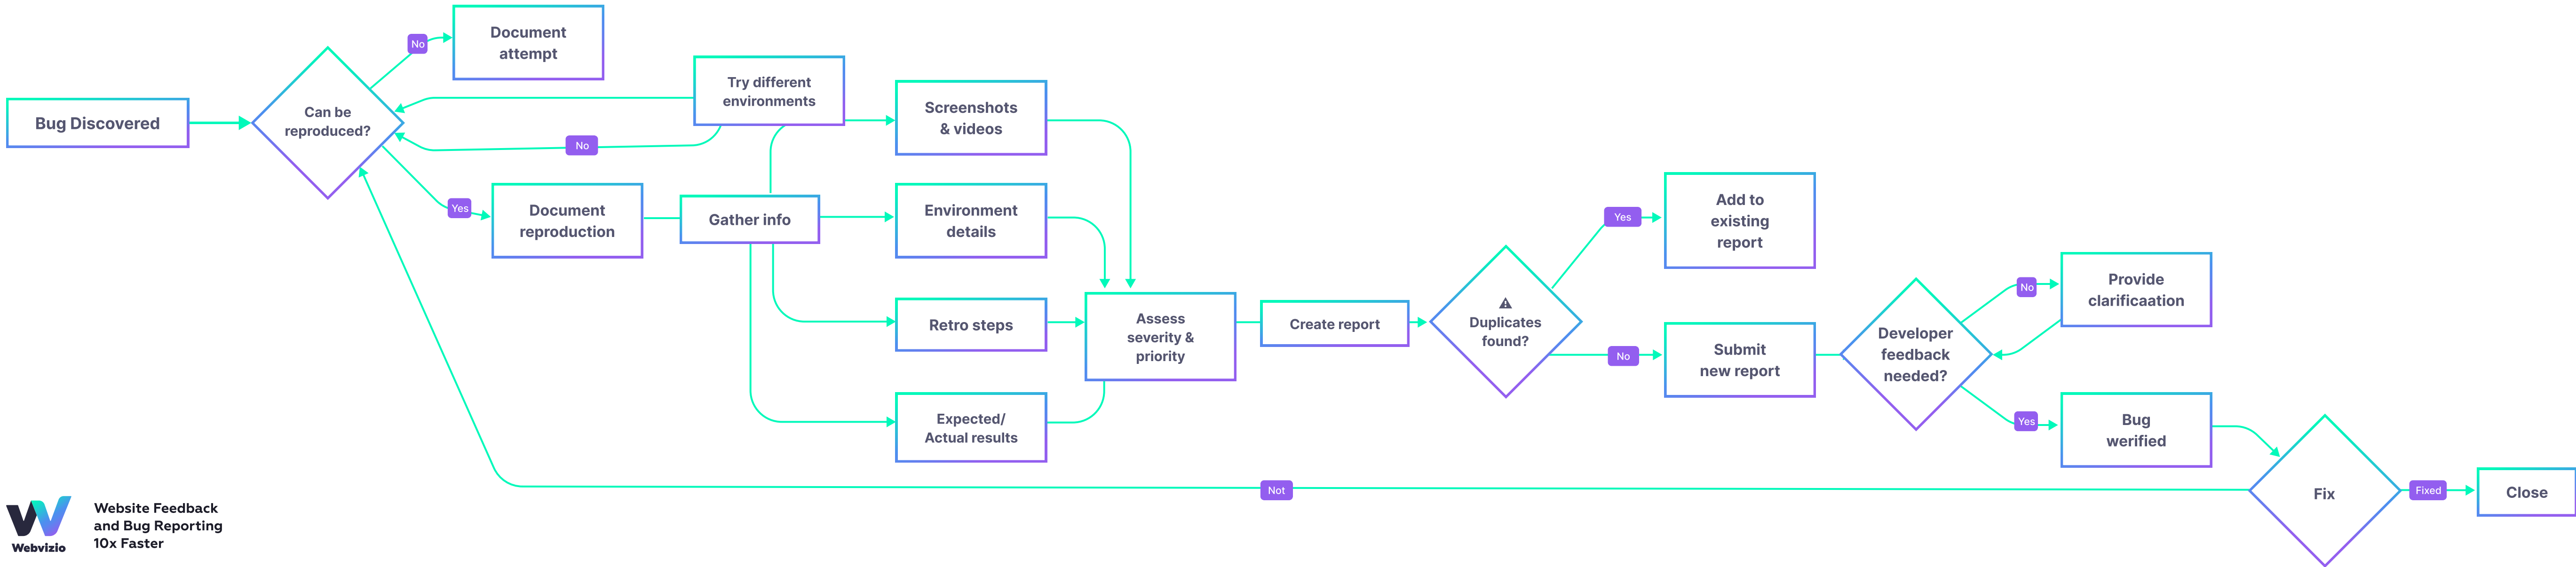 Bug Discovered
Can be
reproduced?
No
Document
attempt
No
Yes
Document
reproduction
Try different
environments
Gather info
Screenshots
& videos
Environment
details
Retro steps
Expected/
Actual results
Assess
severity &
priority
Create report
Duplicates
found?
Yes
Add to
existing
report
No
Submit
new report
Developer
feedback
needed?
No
Provide
clarificaation
Yes
Bug
werified
Fix
Not
Fixed
Close
Webvizio
Website Feedback
and Bug Reporting
10x Faster